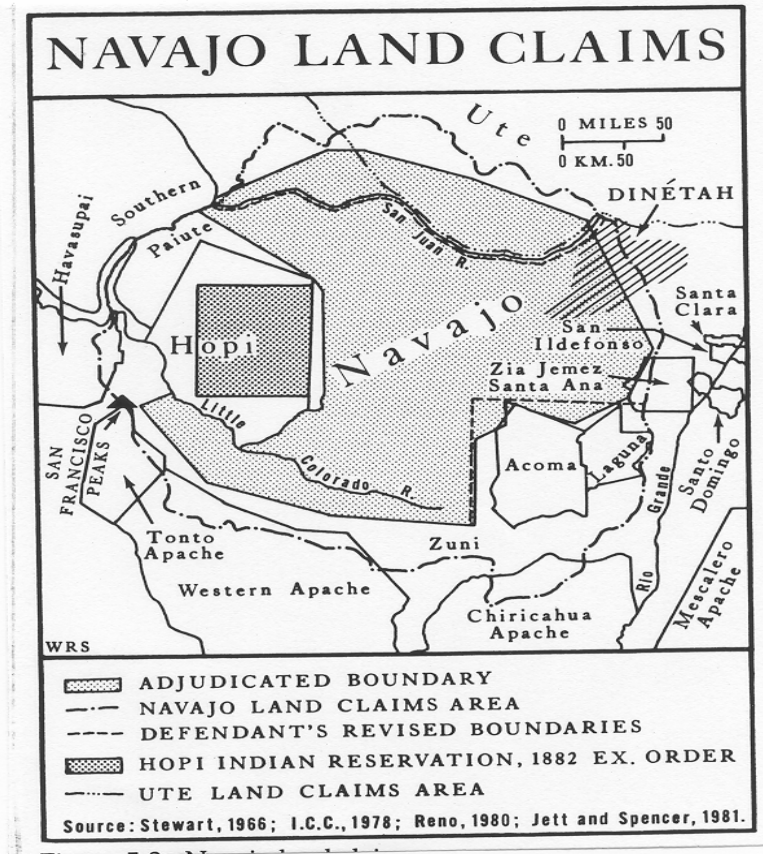 NAVAJO LAND CLAIMS
Ute
0 MILES 50
0 KM. 50
DINÉTAH
Southern
Paiute
Havasupai
San Juan R.
Santa
Clara
San
Ildefonso
Hopi
Navajo
Zia Jemez
Santa Ana
Little
Colorado R.
SAN
FRANCISCO
PEAKS
Acoma
Laguna
Rio Grande
Santo
Domingo
Tonto
Apache
Zuni
Western Apache
Chiricahua
Apache
Mescalero
Apache
WRS
ADJUDICATED BOUNDARY
NAVAJO LAND CLAIMS AREA
DEFENDANT'S REVISED BOUNDARIES
HOPI INDIAN RESERVATION, 1882 EX. ORDER
UTE LAND CLAIMS AREA
Source: Stewart, 1966; I.C.C., 1978; Reno, 1980; Jett and Spencer, 1981.